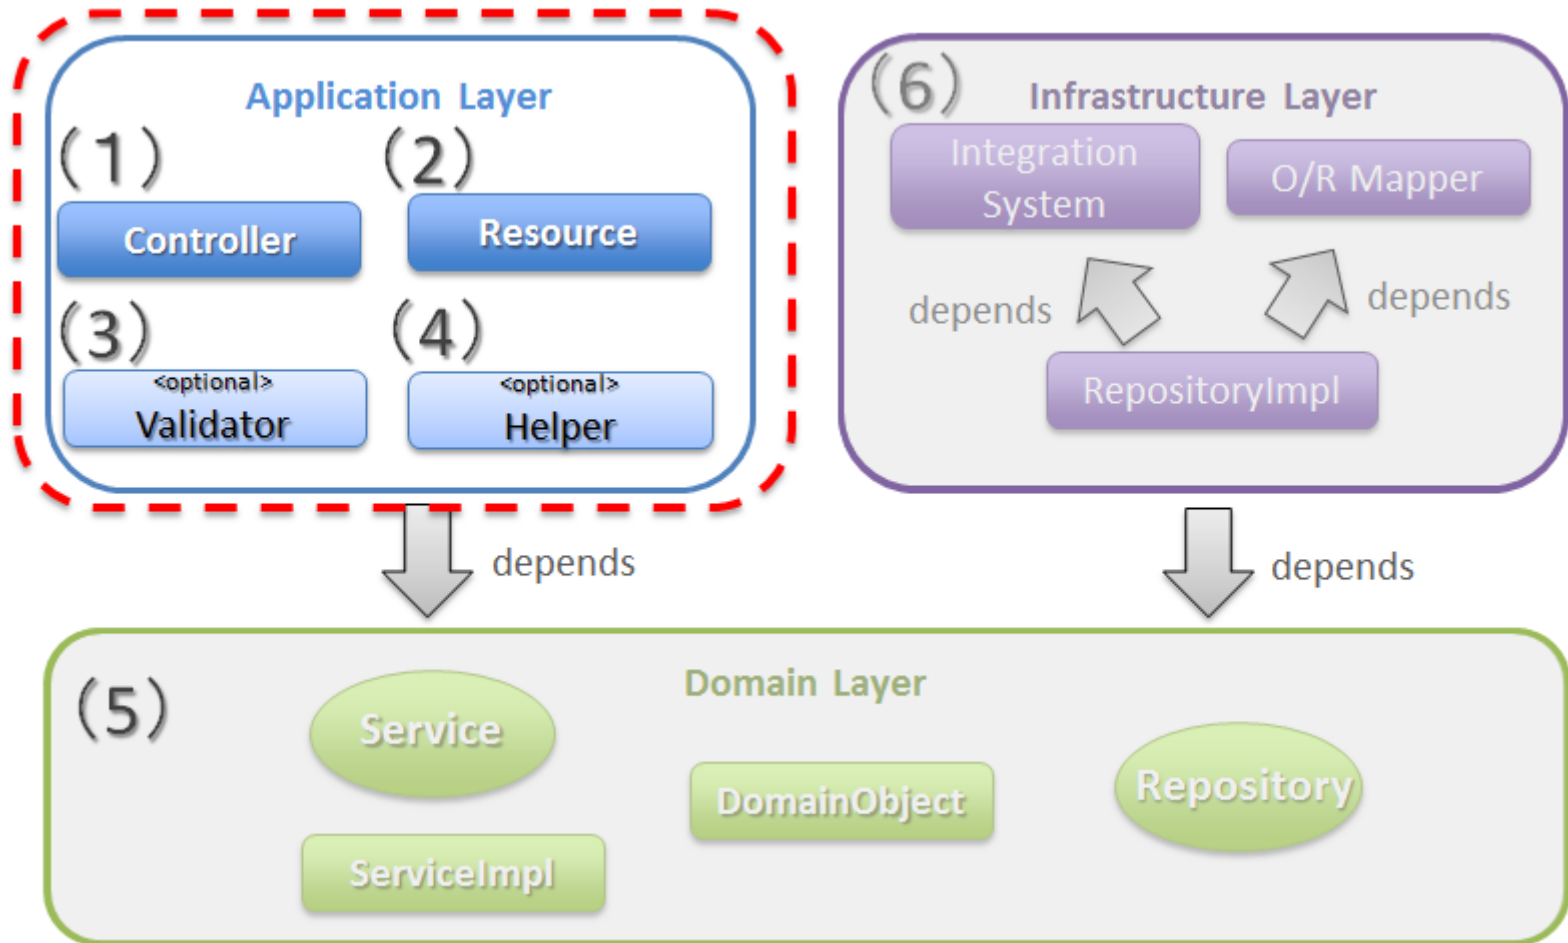 Application Layer
(1)
(2)
Controller
Resource
(3)
(4)
<optional>
Validator
<optional>
Helper
depends
(6)
Infrastructure Layer
Integration
System
O/R Mapper
depends
depends
RepositoryImpl
depends
(5)
Domain Layer
Service
DomainObject
Repository
ServiceImpl